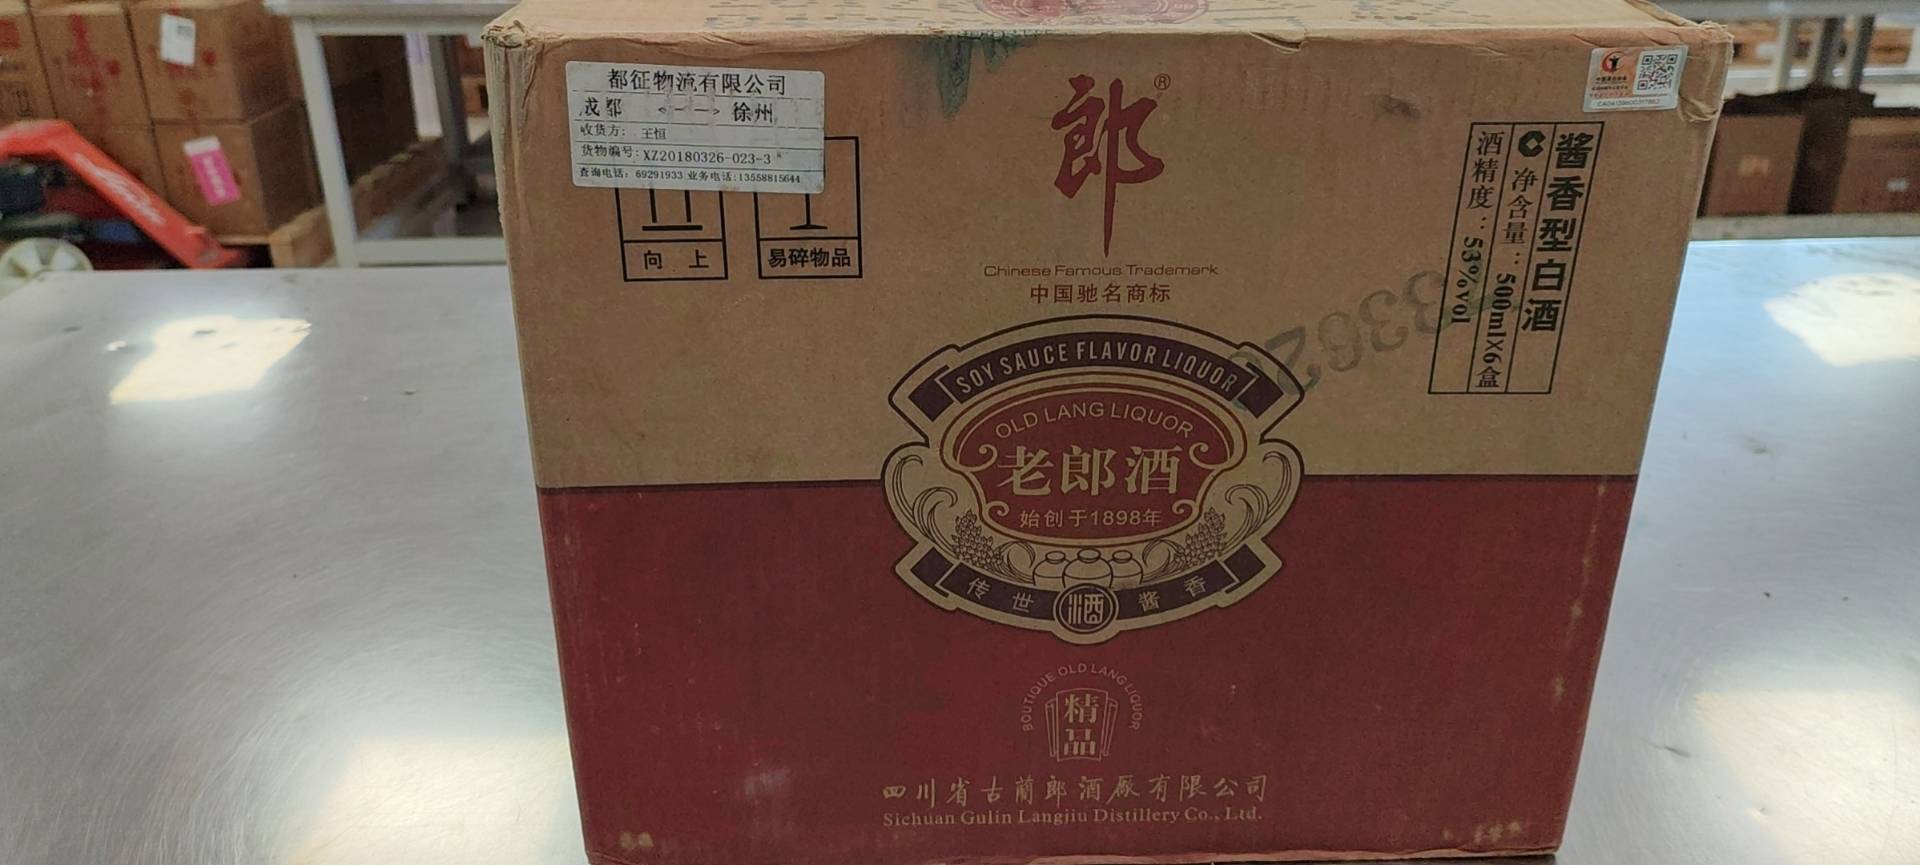 都征物流有限公司
成都 <---> 徐州
收货方: 王恒
货物编号: XZ20180326-023-3
查询电话: 69291933 业务电话:13558815644
向 上
易碎物品
郎®
Chinese Famous Trademark
中国驰名商标
酱香型白酒
净含量：500ml×6盒
酒精度：53%vol
SOY SAUCE FLAVOR LIQUOR
OLD LANG LIQUOR
老郎酒
始创于1898年
传世 酒 酱香
BOUTIQUE OLD LANG LIQUOR
精品
四川省古蔺郎酒厂有限公司
Sichuan Gulin Langjiu Distillery Co., Ltd.